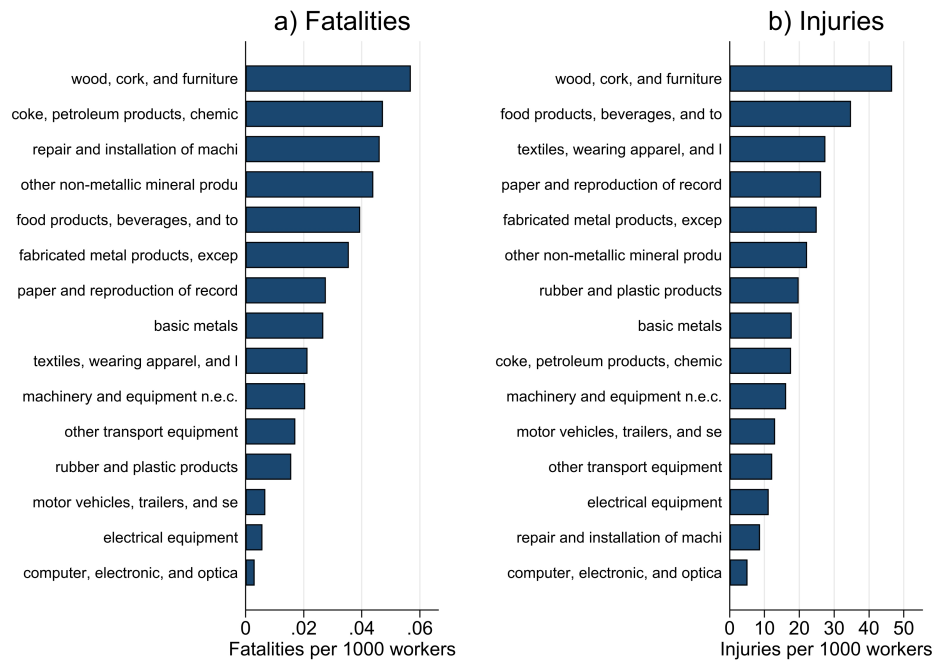 a) Fatalities
wood, cork, and furniture
coke, petroleum products, chemic
repair and installation of machi
other non-metallic mineral produ
food products, beverages, and to
fabricated metal products, excep
paper and reproduction of record
basic metals
textiles, wearing apparel, and l
machinery and equipment n.e.c.
other transport equipment
rubber and plastic products
motor vehicles, trailers, and se
electrical equipment
computer, electronic, and optica
0 .02 .04 .06
Fatalities per 1000 workers
b) Injuries
wood, cork, and furniture
food products, beverages, and to
textiles, wearing apparel, and l
paper and reproduction of record
fabricated metal products, excep
other non-metallic mineral produ
rubber and plastic products
basic metals
coke, petroleum products, chemic
machinery and equipment n.e.c.
motor vehicles, trailers, and se
other transport equipment
electrical equipment
repair and installation of machi
computer, electronic, and optica
0 10 20 30 40 50
Injuries per 1000 workers